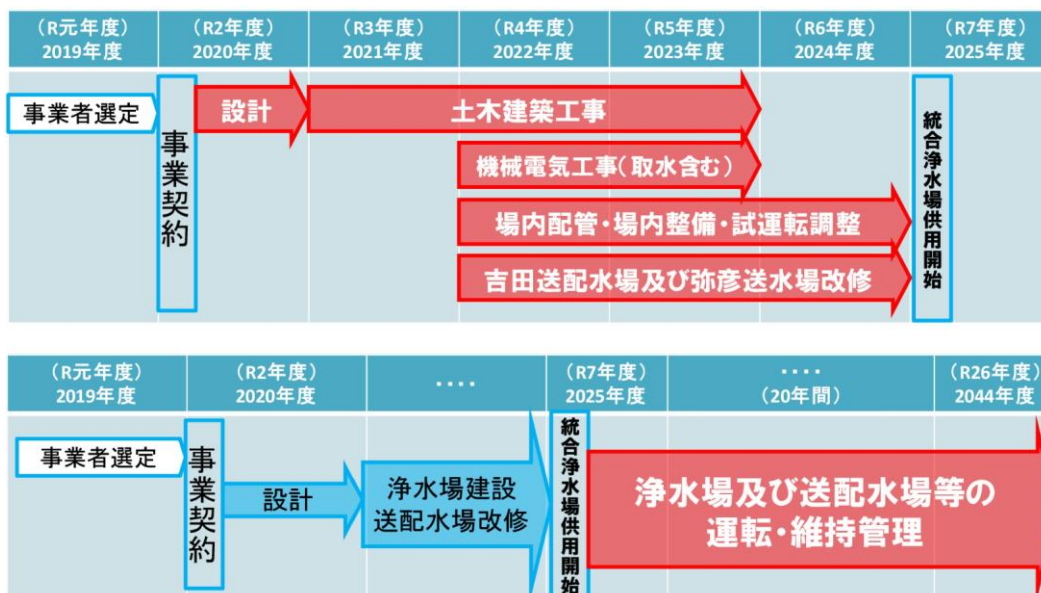 (R元年度)
2019年度
(R2年度)
2020年度
(R3年度)
2021年度
(R4年度)
2022年度
(R5年度)
2023年度
(R6年度)
2024年度
(R7年度)
2025年度
事業者選定
事業契約
設計
土木建築工事
機械電気工事(取水含む)
場内配管・場内整備・試運転調整
吉田送配水場及び弥彦送水場改修
統合浄水場供用開始
(R元年度)
2019年度
(R2年度)
2020年度
‥‥
(R7年度)
2025年度
‥‥
(20年間)
(R26年度)
2044年度
事業者選定
事業契約
設計
浄水場建設
送配水場改修
統合浄水場供用開始
浄水場及び送配水場等の
運転・維持管理